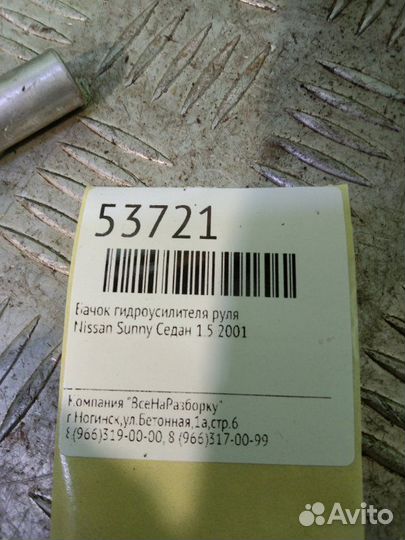 53721
Бачок гидроусилителя руля
Nissan Sunny Седан 1.5 2001
Компания "ВсеНаРазборку"
г.Ногинск,ул.Бетонная,1а,стр.6
8 (966)319-00-00, 8 (966)317-00-99
Avito